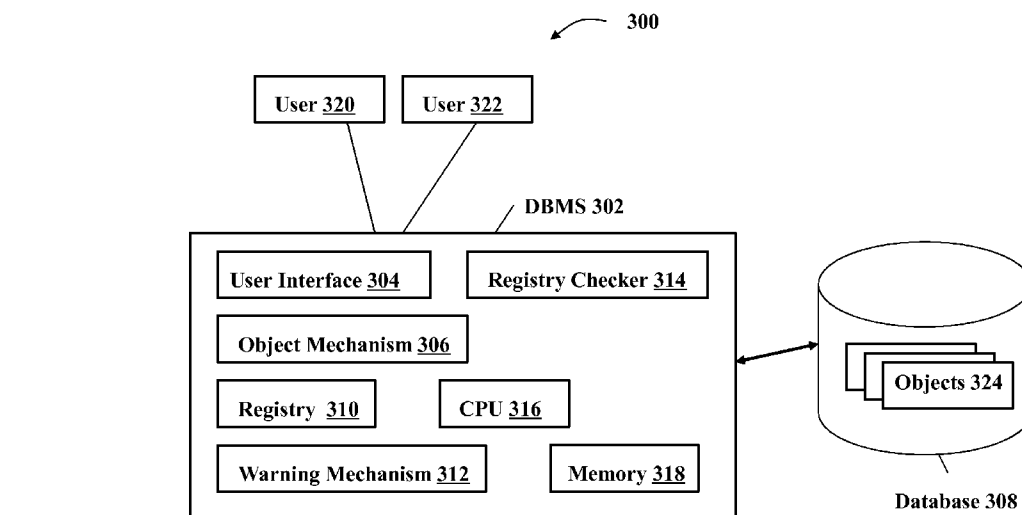 300
User 320
User 322
DBMS 302
User Interface 304
Registry Checker 314
Object Mechanism 306
Objects 324
Registry 310
CPU 316
Warning Mechanism 312
Memory 318
Database 308